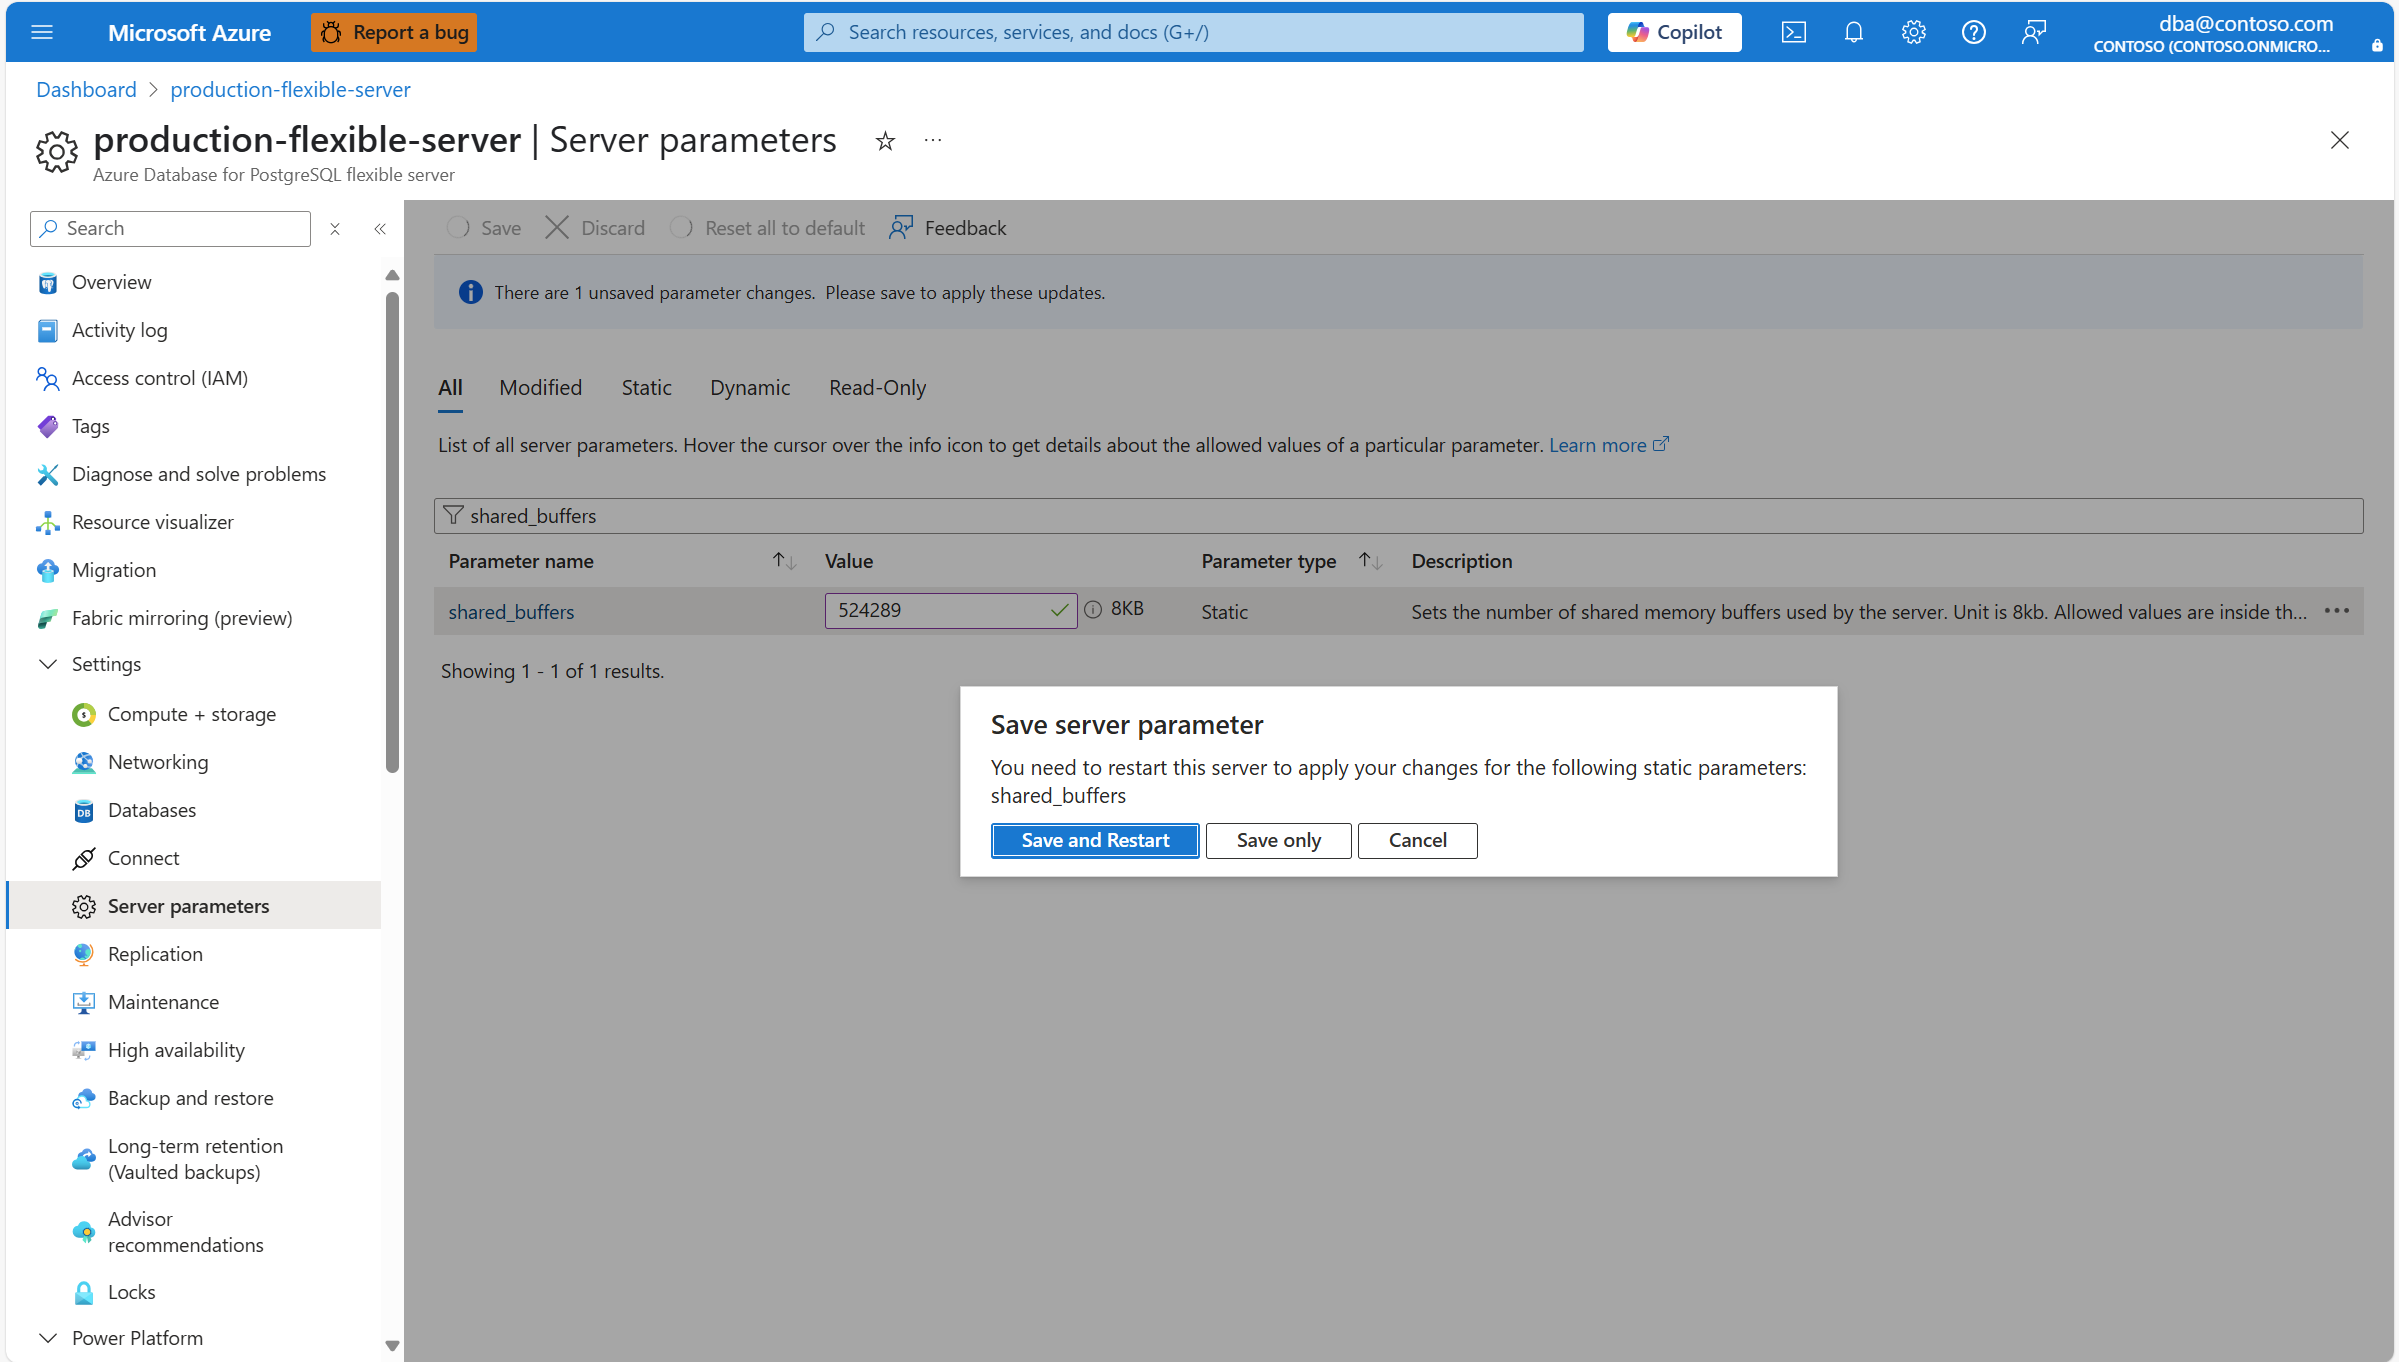 Microsoft Azure
Report a bug
Search resources, services, and docs (G+/)
Copilot
dba@contoso.com
CONTOSO (CONTOSO.ONMICRO...
Dashboard
production-flexible-server
production-flexible-server | Server parameters
Azure Database for PostgreSQL flexible server
Search
Overview
Activity log
Access control (IAM)
Tags
Diagnose and solve problems
Resource visualizer
Migration
Fabric mirroring (preview)
Settings
Compute + storage
Networking
Databases
Connect
Server parameters
Replication
Maintenance
High availability
Backup and restore
Long-term retention
(Vaulted backups)
Advisor
recommendations
Locks
Power Platform
Save Discard Reset all to default Feedback
There are 1 unsaved parameter changes. Please save to apply these updates.
All Modified Static Dynamic Read-Only
List of all server parameters. Hover the cursor over the info icon to get details about the allowed values of a particular parameter. Learn more
shared_buffers
Parameter name Value Parameter type Description
shared_buffers 524289 8KB Static Sets the number of shared memory buffers used by the server. Unit is 8kb. Allowed values are inside th...
Showing 1 - 1 of 1 results.
Save server parameter
You need to restart this server to apply your changes for the following static parameters:
shared_buffers
Save and Restart Save only Cancel